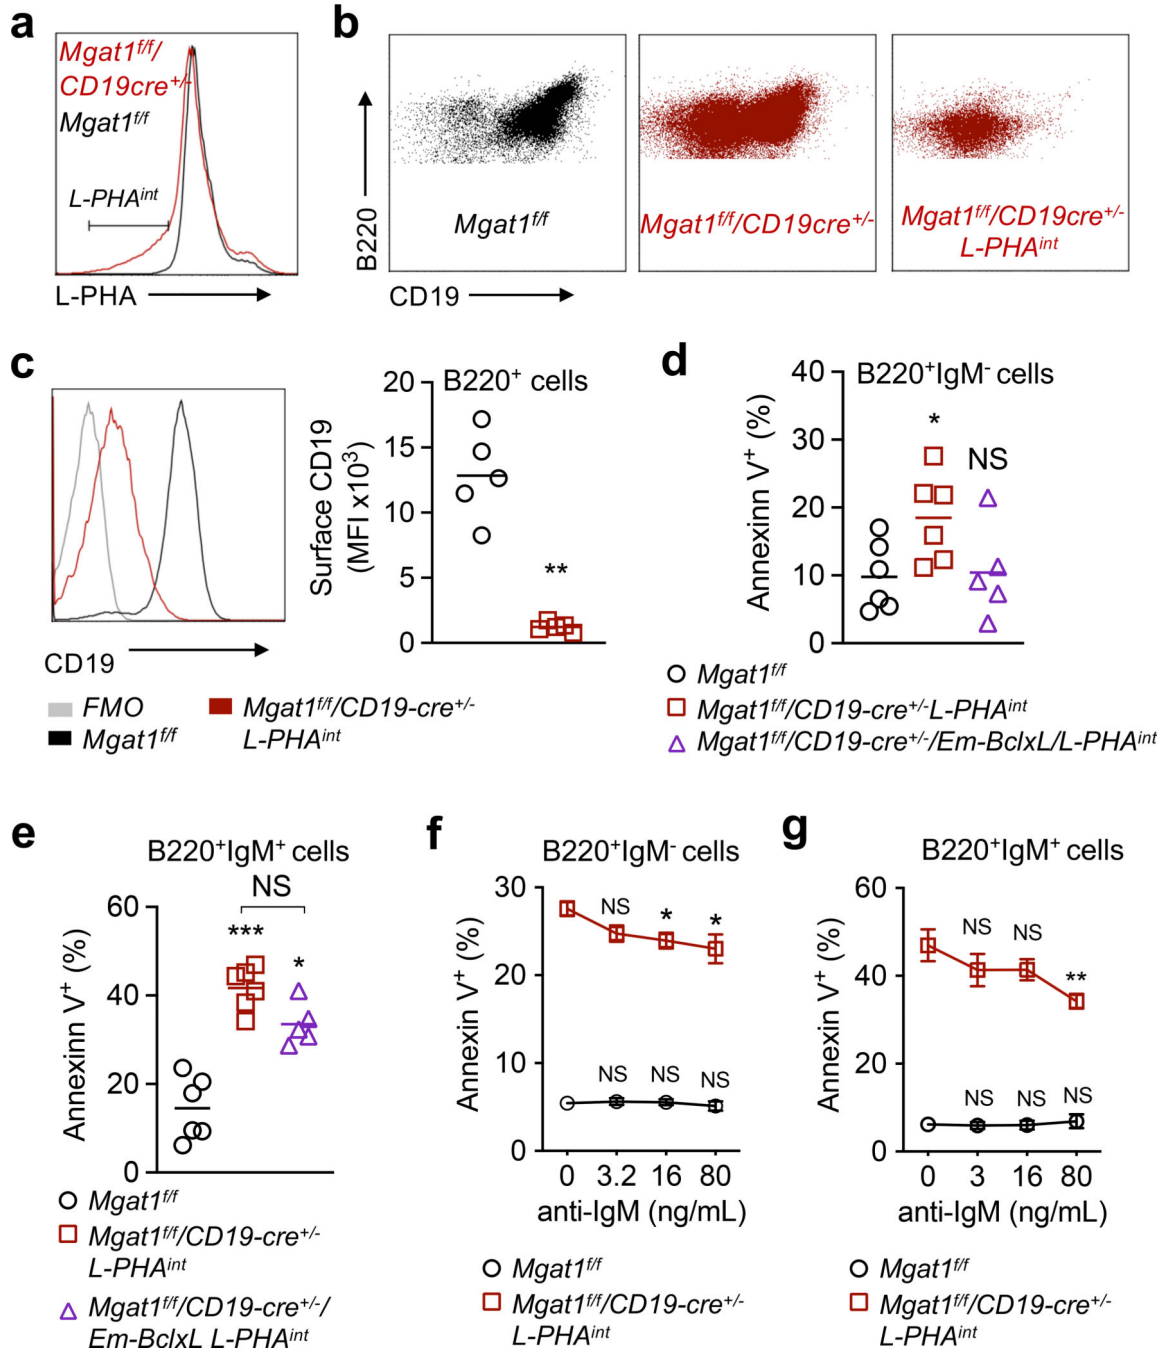 a
Mgat1f/f/
CD19cre+/-
Mgat1f/f
L-PHAint
L-PHA
b
B220
Mgat1f/f
Mgat1f/f/CD19cre+/-
Mgat1f/f/CD19cre+/-
L-PHAint
CD19
c
CD19
FMO
Mgat1f/f
Mgat1f/f/CD19-cre+/-
L-PHAint
B220+ cells
Surface CD19
(MFI x10³)
20
15
10
5
0
**
d
B220+IgM- cells
Annexinn V+ (%)
40
30
20
10
0
*
NS
Mgat1f/f
Mgat1f/f/CD19-cre+/-L-PHAint
Mgat1f/f/CD19-cre+/-/Em-BclxL/L-PHAint
e
B220+IgM+ cells
NS
Annexinn V+ (%)
60
40
20
0
***
*
Mgat1f/f
Mgat1f/f/CD19-cre+/-
L-PHAint
Mgat1f/f/CD19-cre+/-/
Em-BclxL L-PHAint
f
B220+IgM- cells
Annexin V+ (%)
30
20
10
0
NS * *
NS NS NS
0 3.2 16 80
anti-IgM (ng/mL)
Mgat1f/f
Mgat1f/f/CD19-cre+/-
L-PHAint
g
B220+IgM+ cells
Annexin V+ (%)
60
40
20
0
NS NS **
NS NS NS
0 3 16 80
anti-IgM (ng/mL)
Mgat1f/f
Mgat1f/f/CD19-cre+/-
L-PHAint